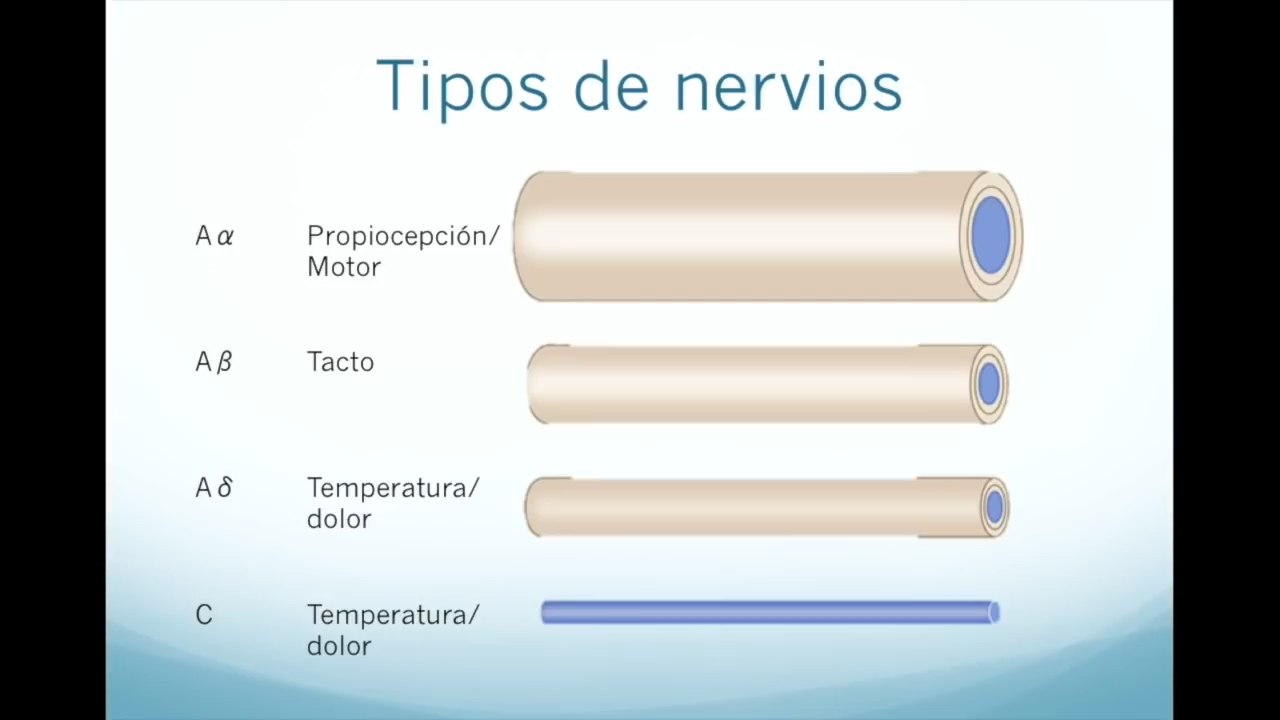 Tipos de nervios
A α Propiocepción/
Motor
A β Tacto
A δ Temperatura/
dolor
C Temperatura/
dolor